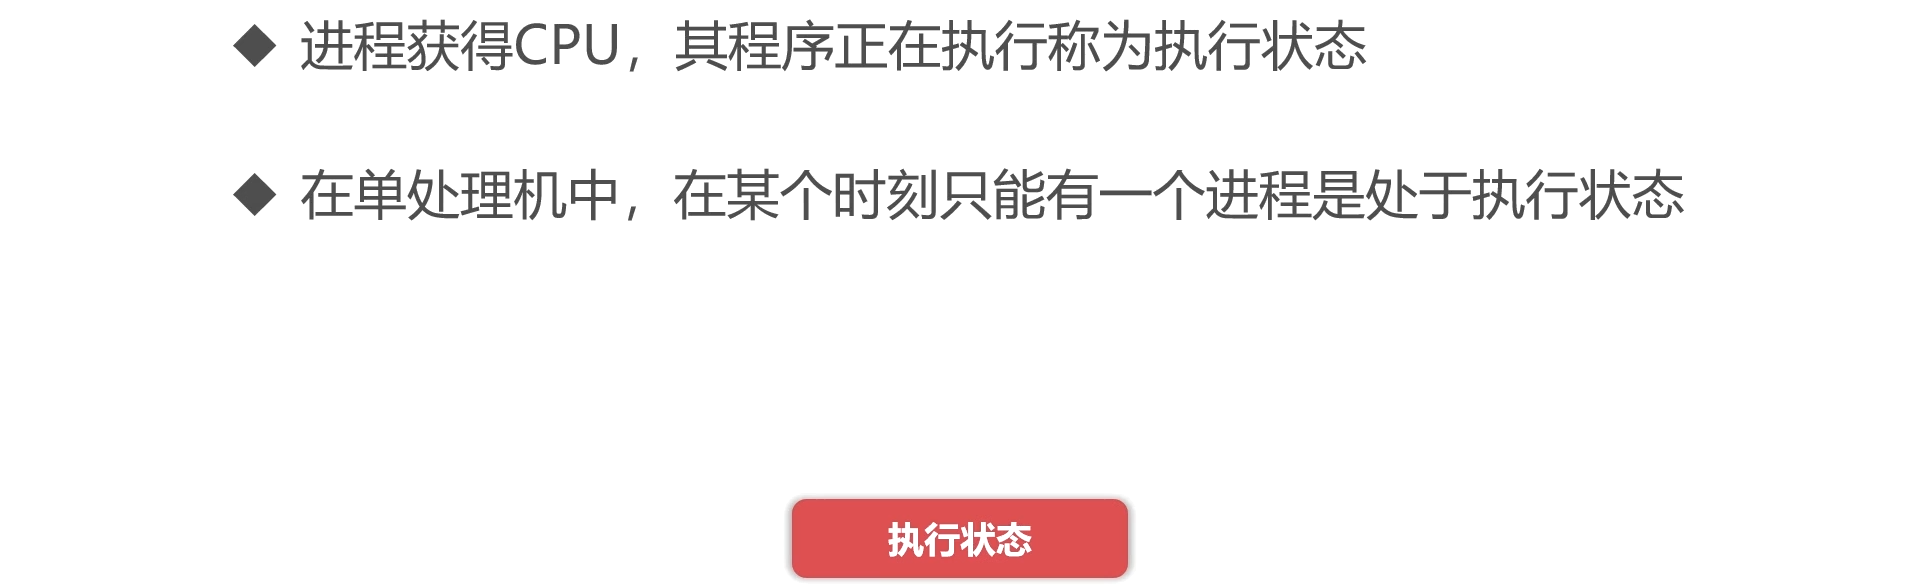 ◆ 进程获得CPU，其程序正在执行称为执行状态
◆ 在单处理机中，在某个时刻只能有一个进程是处于执行状态
执行状态